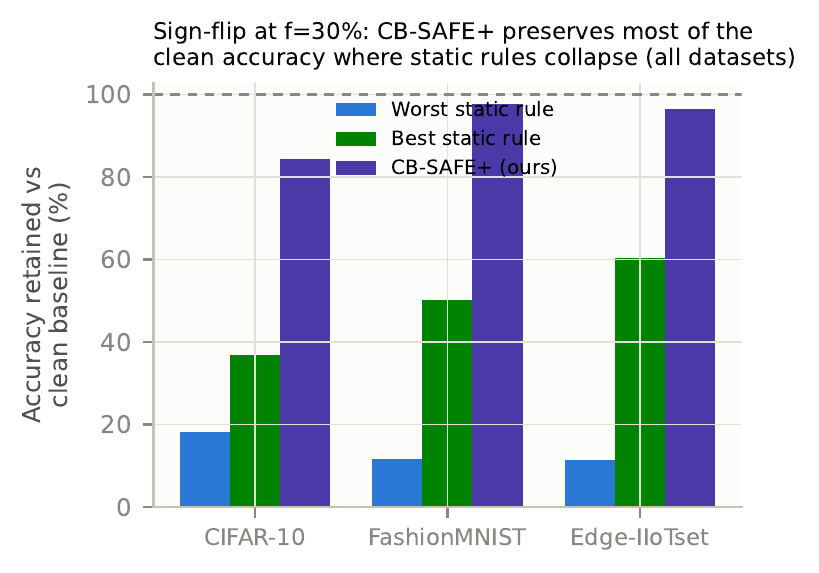 Sign-flip at f=30%: CB-SAFE+ preserves most of the
clean accuracy where static rules collapse (all datasets)
Accuracy retained vs
clean baseline (%)
100
80
60
40
20
0
Worst static rule
Best static rule
CB-SAFE+ (ours)
CIFAR-10
FashionMNIST
Edge-IIoTset